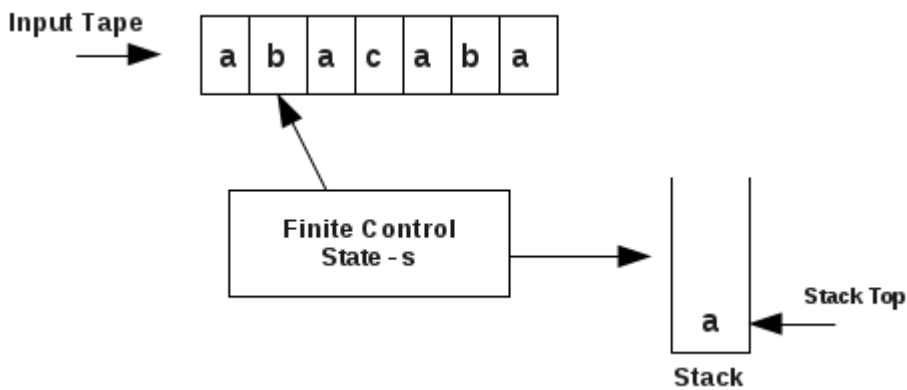 Input Tape
a b a c a b a
Finite Control
State - s
Stack Top
a
Stack